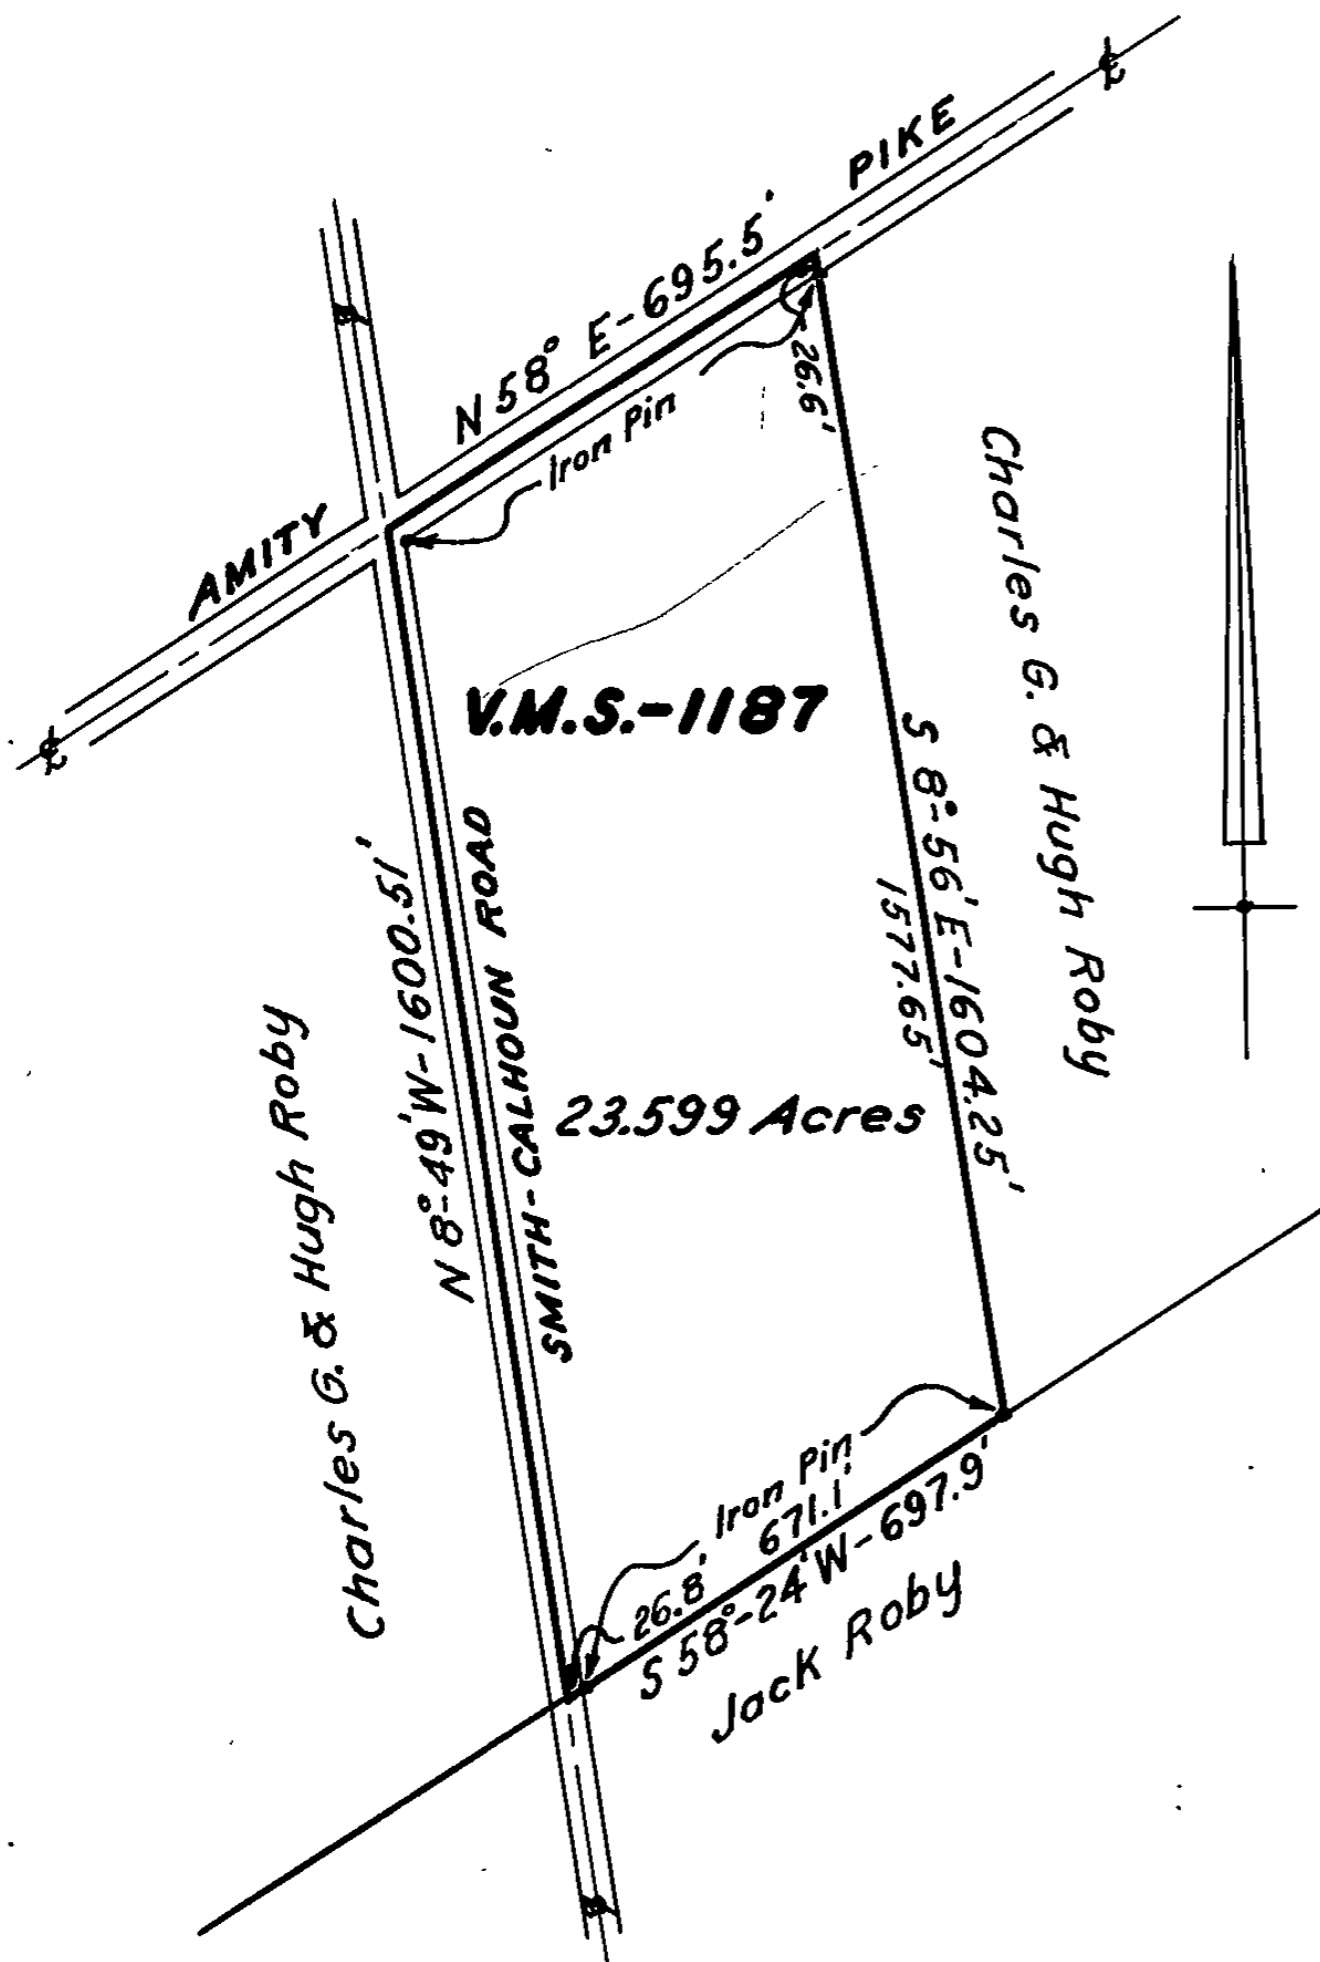 PIKE
N 58° E-695.5'
26.6'
Iron Pin
AMITY
Charles G. & Hugh Roby
V.M.S.-1187
S 8°-56' E-1604.25'
1577.65'
N 8°-49' W-1600.51'
SMITH-CALHOUN ROAD
23.599 Acres
Charles G. & Hugh Roby
Iron Pin
671.1'
26.8'
S 58°-24' W-697.9'
Jack Roby